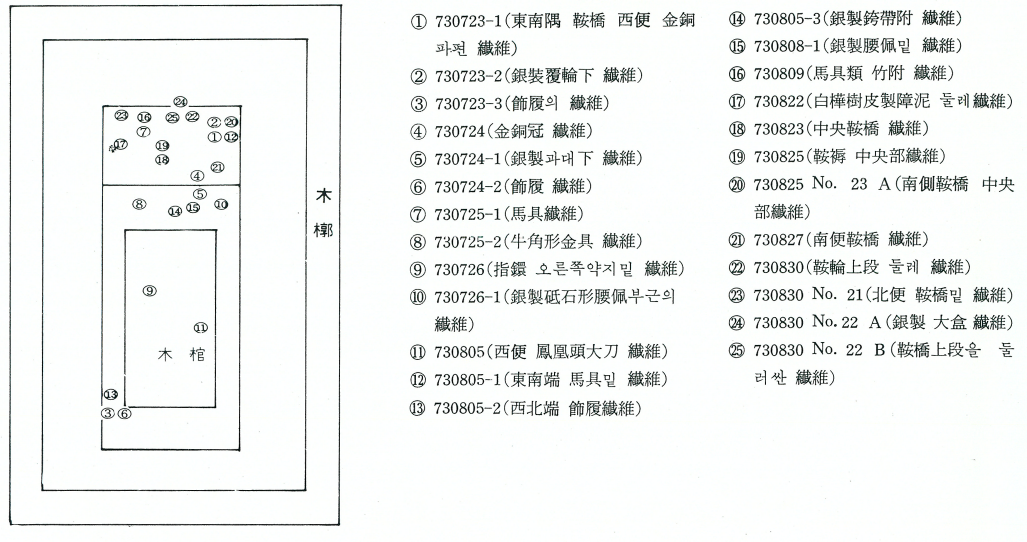 ㉔
㉓ ⑯ ㉕ ㉒ ② ⑳
⑦ ① ⑫
⑰ ⑲
⑱
㉑
④
⑤
⑧ ⑭ ⑮ ⑩
⑨
⑪
木 棺
⑬
③ ⑥
木
槨
① 730723-1(東南隅 鞍橋 西便 金銅
파편 纖維)
② 730723-2(銀裝覆輪下 纖維)
③ 730723-3(飾履의 纖維)
④ 730724(金銅冠 纖維)
⑤ 730724-1(銀製과대下 纖維)
⑥ 730724-2(飾履 纖維)
⑦ 730725-1(馬具纖維)
⑧ 730725-2(牛角形金具 纖維)
⑨ 730726(指鐶 오른쪽약지밑 纖維)
⑩ 730726-1(銀製砥石形腰佩부근의
纖維)
⑪ 730805(西便 鳳凰頭大刀 纖維)
⑫ 730805-1(東南端 馬具밑 纖維)
⑬ 730805-2(西北端 飾履纖維)
⑭ 730805-3(銀製銙帶附 纖維)
⑮ 730808-1(銀製腰佩밑 纖維)
⑯ 730809(馬具類 竹附 纖維)
⑰ 730822(白樺樹皮製障泥 둘레纖維)
⑱ 730823(中央鞍橋 纖維)
⑲ 730825(鞍褥 中央部纖維)
⑳ 730825 No. 23 A(南側鞍橋 中央
部纖維)
㉑ 730827(南便鞍橋 纖維)
㉒ 730830(鞍輪上段 둘레 纖維)
㉓ 730830 No. 21(北便 鞍橋밑 纖維)
㉔ 730830 No. 22 A(銀製 大盒 纖維)
㉕ 730830 No. 22 B(鞍橋上段을 둘
러싼 纖維)